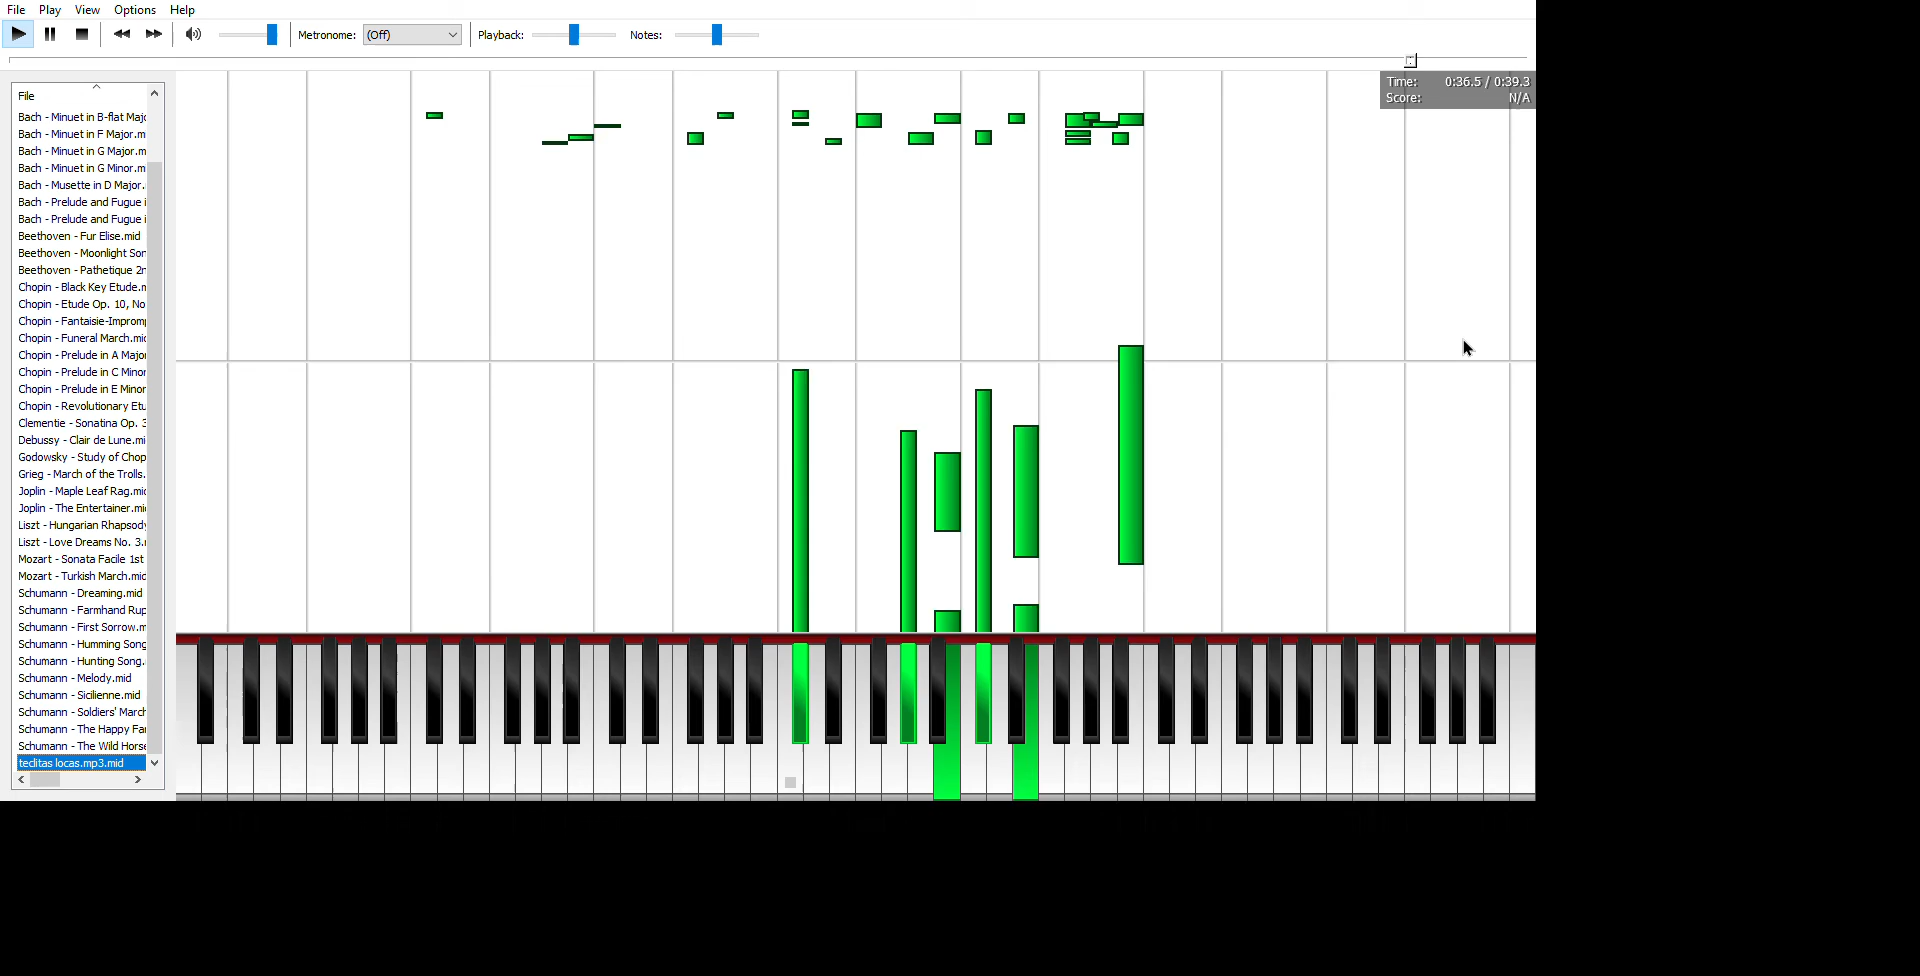 File Play View Options Help
Metronome: (Off) Playback: Notes:
Time: 0:36.5 / 0:39.3
Score: N/A
File
Bach - Minuet in B-flat Majo
Bach - Minuet in F Major.m
Bach - Minuet in G Major.m
Bach - Minuet in G Minor.m
Bach - Musette in D Major.
Bach - Prelude and Fugue i
Bach - Prelude and Fugue i
Beethoven - Fur Elise.mid
Beethoven - Moonlight Son
Beethoven - Pathetique 2n
Chopin - Black Key Etude.m
Chopin - Etude Op. 10, No
Chopin - Fantaisie-Impromp
Chopin - Funeral March.mid
Chopin - Prelude in A Major
Chopin - Prelude in C Minor
Chopin - Prelude in E Minor
Chopin - Revolutionary Etu
Clementie - Sonatina Op. 3
Debussy - Clair de Lune.mi
Godowsky - Study of Chop
Grieg - March of the Trolls.
Joplin - Maple Leaf Rag.mid
Joplin - The Entertainer.mi
Liszt - Hungarian Rhapsody
Liszt - Love Dreams No. 3.
Mozart - Sonata Facile 1st
Mozart - Turkish March.mid
Schumann - Dreaming.mid
Schumann - Farmhand Rup
Schumann - First Sorrow.m
Schumann - Humming Song
Schumann - Hunting Song.
Schumann - Melody.mid
Schumann - Sicilienne.mid
Schumann - Soldiers' March
Schumann - The Happy Far
Schumann - The Wild Horse
teclitas locas.mp3.mid